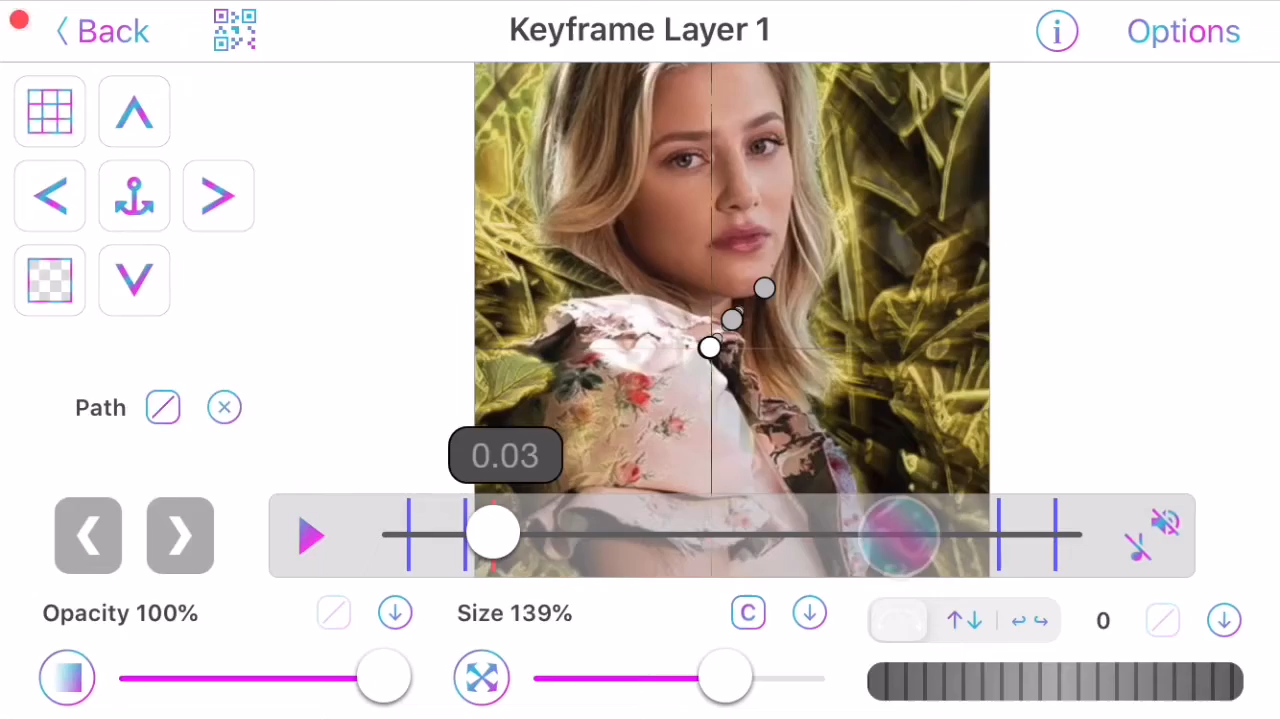 Back
Keyframe Layer 1
Options
Path
0.03
Opacity 100%
Size 139%
C
0